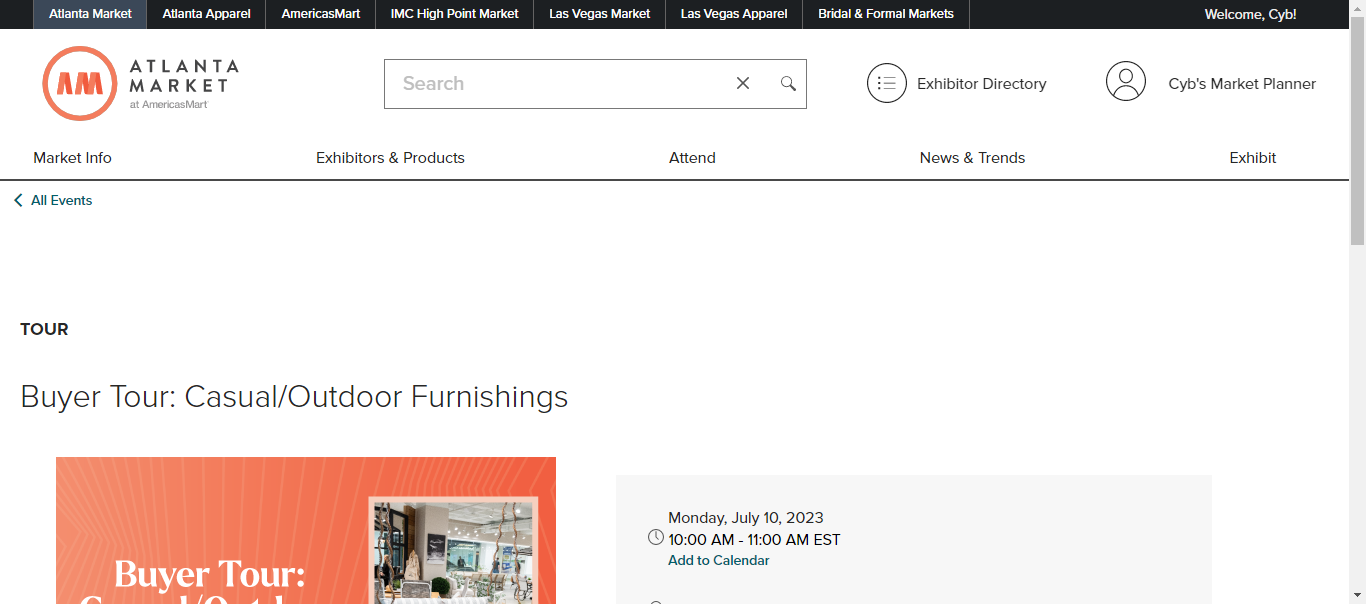 Atlanta Market Atlanta Apparel AmericasMart IMC High Point Market Las Vegas Market Las Vegas Apparel Bridal & Formal Markets Welcome, Cyb!
AM ATLANTA
MARKET
at AmericasMart
Search
Exhibitor Directory
Cyb's Market Planner
Market Info Exhibitors & Products Attend News & Trends Exhibit
All Events
TOUR
Buyer Tour: Casual/Outdoor Furnishings
Monday, July 10, 2023
10:00 AM - 11:00 AM EST
Add to Calendar
Buyer Tour: